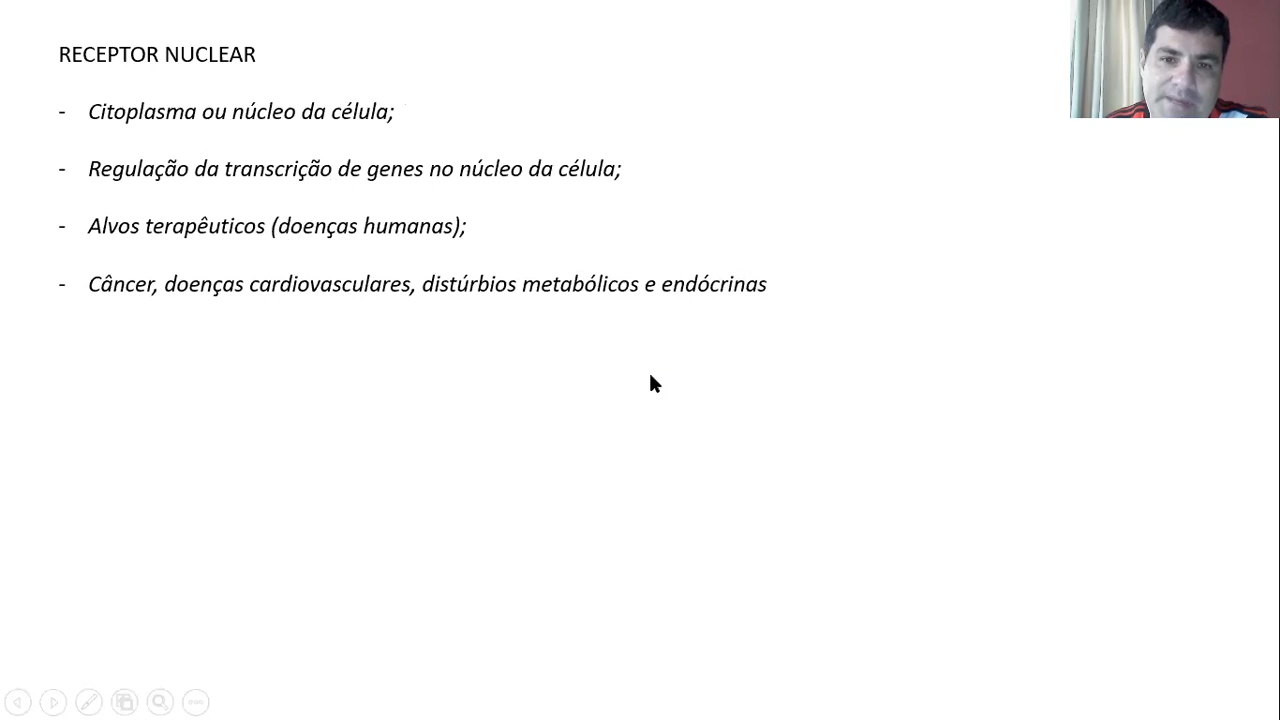 RECEPTOR NUCLEAR
- Citoplasma ou núcleo da célula;
- Regulação da transcrição de genes no núcleo da célula;
- Alvos terapêuticos (doenças humanas);
- Câncer, doenças cardiovasculares, distúrbios metabólicos e endócrinas